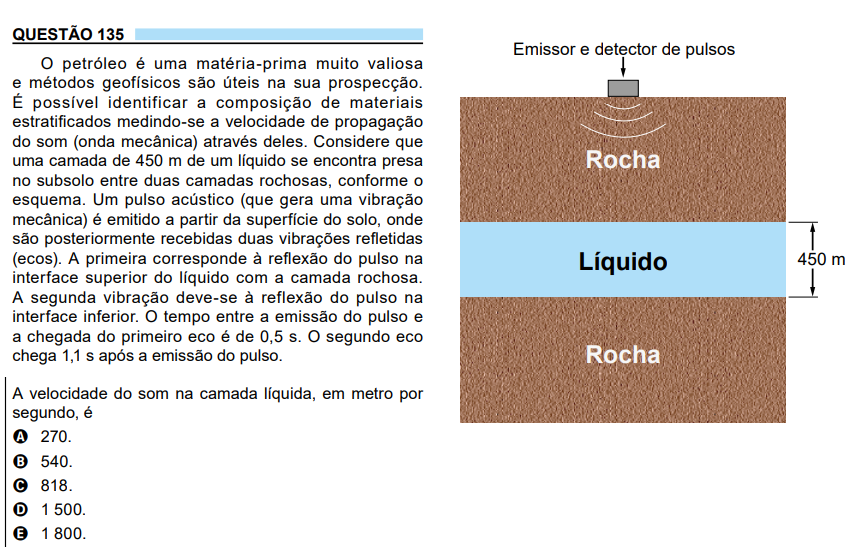 QUESTÃO 135
O petróleo é uma matéria-prima muito valiosa
e métodos geofísicos são úteis na sua prospecção.
É possível identificar a composição de materiais
estratificados medindo-se a velocidade de propagação
do som (onda mecânica) através deles. Considere que
uma camada de 450 m de um líquido se encontra presa
no subsolo entre duas camadas rochosas, conforme o
esquema. Um pulso acústico (que gera uma vibração
mecânica) é emitido a partir da superfície do solo, onde
são posteriormente recebidas duas vibrações refletidas
(ecos). A primeira corresponde à reflexão do pulso na
interface superior do líquido com a camada rochosa.
A segunda vibração deve-se à reflexão do pulso na
interface inferior. O tempo entre a emissão do pulso e
a chegada do primeiro eco é de 0,5 s. O segundo eco
chega 1,1 s após a emissão do pulso.
A velocidade do som na camada líquida, em metro por
segundo, é
A 270.
B 540.
C 818.
D 1 500.
E 1 800.
Emissor e detector de pulsos
Rocha
Líquido
450 m
Rocha